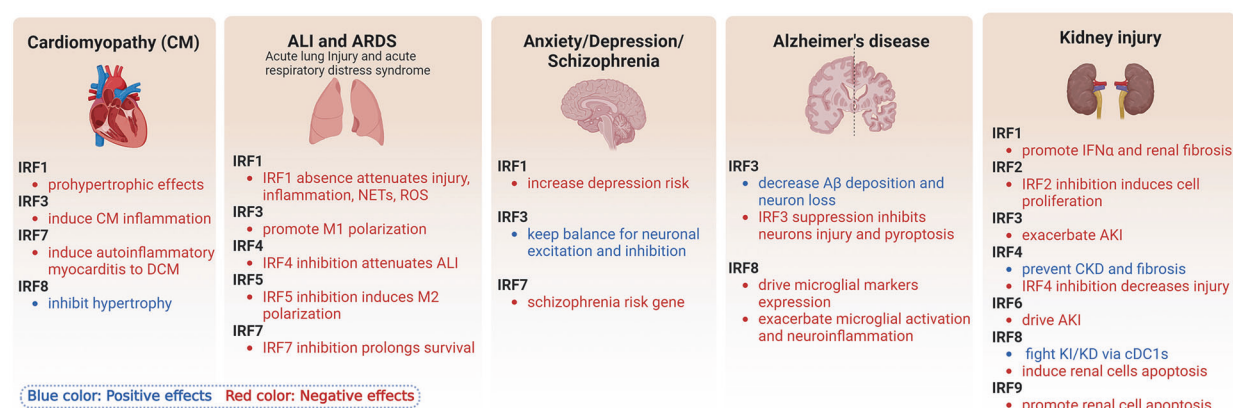 Cardiomyopathy (CM)
IRF1
• prohypertrophic effects
IRF3
• induce CM inflammation
IRF7
• induce autoinflammatory
myocarditis to DCM
IRF8
• inhibit hypertrophy
ALI and ARDS
Acute lung Injury and acute
respiratory distress syndrome
IRF1
• IRF1 absence attenuates injury,
inflammation, NETs, ROS
IRF3
• promote M1 polarization
IRF4
• IRF4 inhibition attenuates ALI
IRF5
• IRF5 inhibition induces M2
polarization
IRF7
• IRF7 inhibition prolongs survival
Anxiety/Depression/
Schizophrenia
IRF1
• increase depression risk
IRF3
• keep balance for neuronal
excitation and inhibition
IRF7
• schizophrenia risk gene
Alzheimer's disease
IRF3
• decrease Aβ deposition and
neuron loss
• IRF3 suppression inhibits
neurons injury and pyroptosis
IRF8
• drive microglial markers
expression
• exacerbate microglial activation
and neuroinflammation
Kidney injury
IRF1
• promote IFNα and renal fibrosis
IRF2
• IRF2 inhibition induces cell
proliferation
IRF3
• exacerbate AKI
IRF4
• prevent CKD and fibrosis
• IRF4 inhibition decreases injury
IRF6
• drive AKI
IRF8
• fight KI/KD via cDC1s
• induce renal cells apoptosis
IRF9
• promote renal cell apoptosis
Blue color: Positive effects Red color: Negative effects